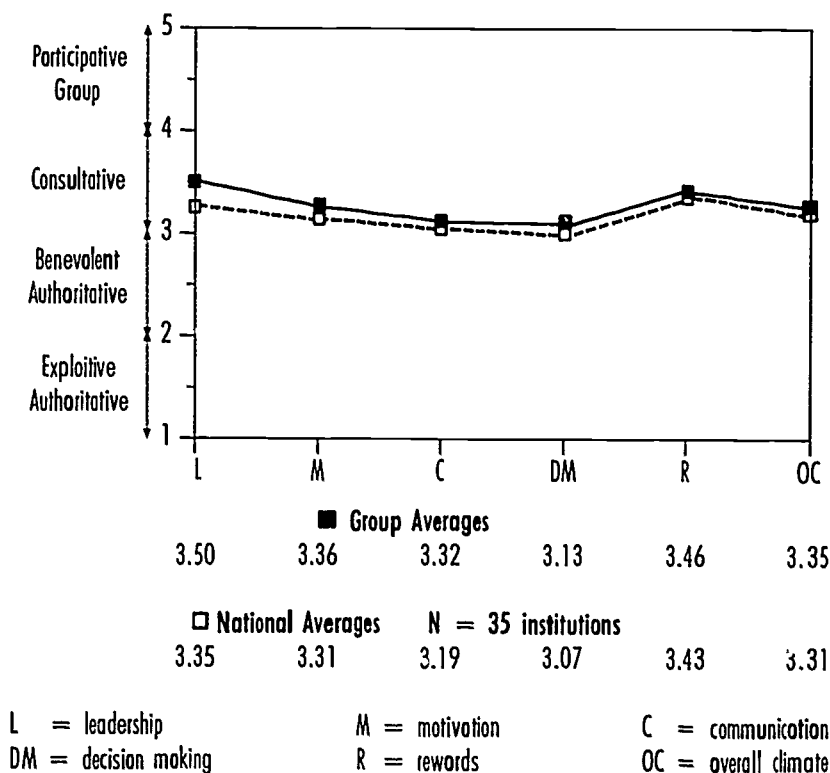 5
Participative
Group
4
Consultative
3
Benevalent
Authoritative
2
Exploitive
Authoritative
1
L M C DM R OC
■ Group Averages
3.50 3.36 3.32 3.13 3.46 3.35
□ National Averages N = 35 institutions
3.35 3.31 3.19 3.07 3.43 3.31
L = leadership M = motivation C = communication
DM = decision making R = rewords OC = overall climate